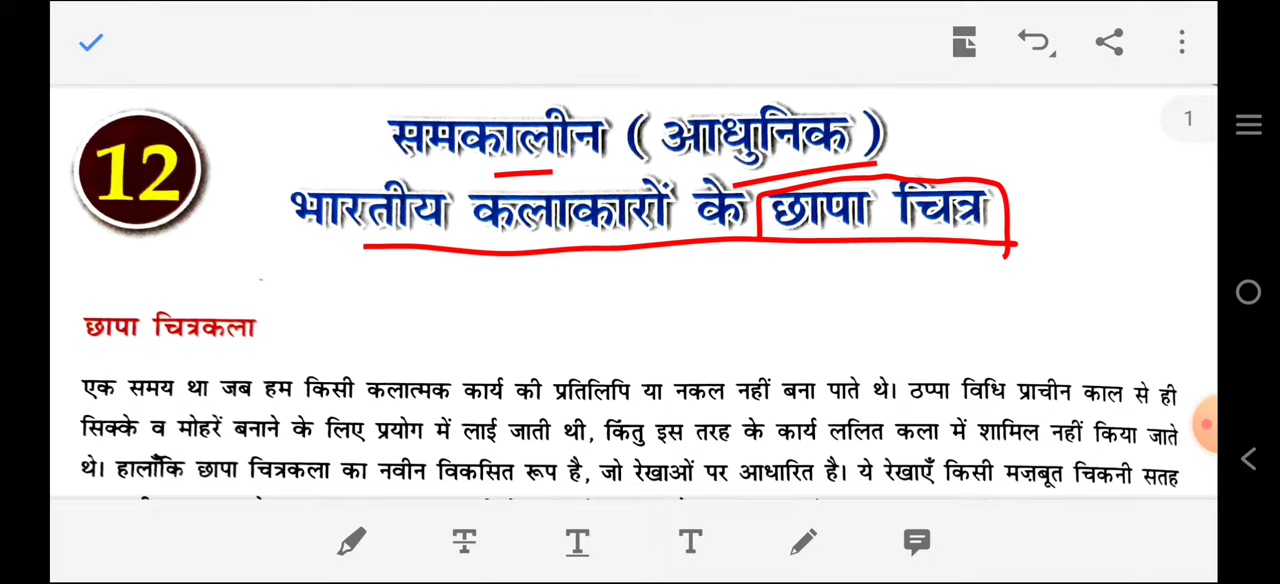 1
12
समकालीन ( आधुनिक )
भारतीय कलाकारों के छापा चित्र
छापा चित्रकला
एक समय था जब हम किसी कलात्मक कार्य की प्रतिलिपि या नकल नहीं बना पाते थे। ठप्पा विधि प्राचीन काल से ही
सिक्के व मोहरें बनाने के लिए प्रयोग में लाई जाती थी, किंतु इस तरह के कार्य ललित कला में शामिल नहीं किया जाते
थे। हालाँकि छापा चित्रकला का नवीन विकसित रूप है, जो रेखाओं पर आधारित है। ये रेखाएँ किसी मज़बूत चिकनी सतह